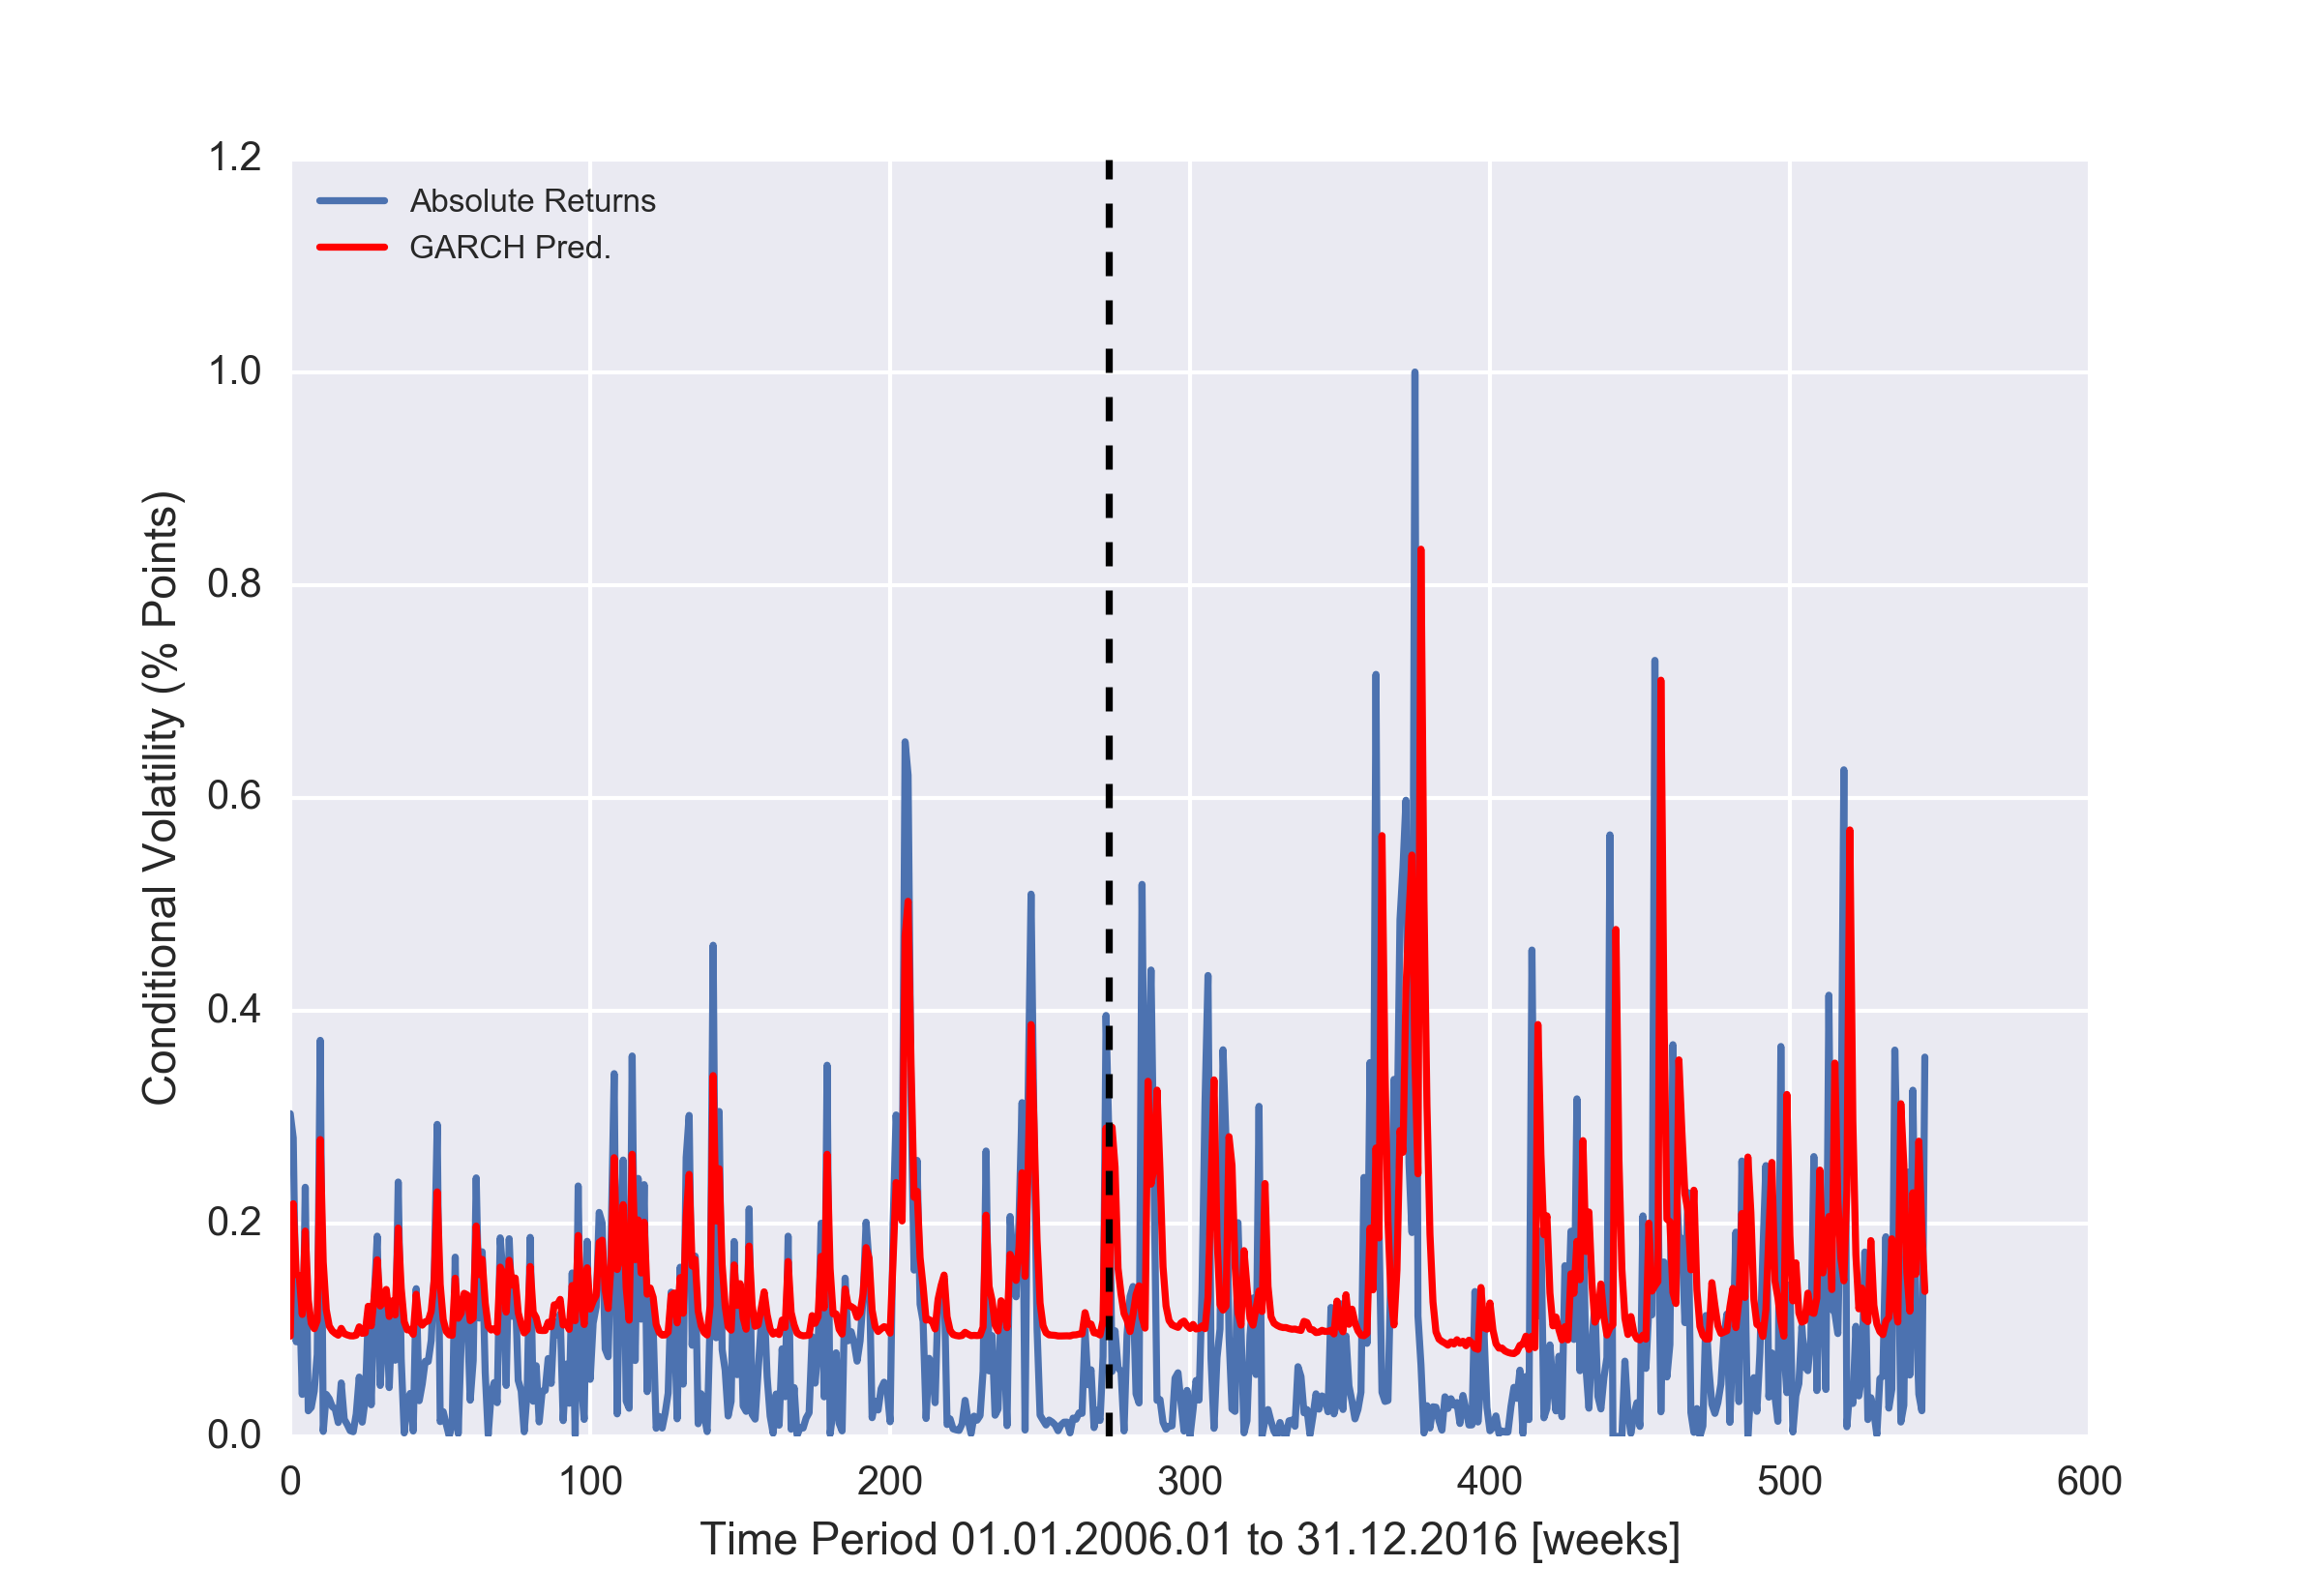 Conditional Volatility (% Points)
1.2
1.0
0.8
0.6
0.4
0.2
0.0
Absolute Returns
GARCH Pred.
0 100 200 300 400 500 600
Time Period 01.01.2006.01 to 31.12.2016 [weeks]